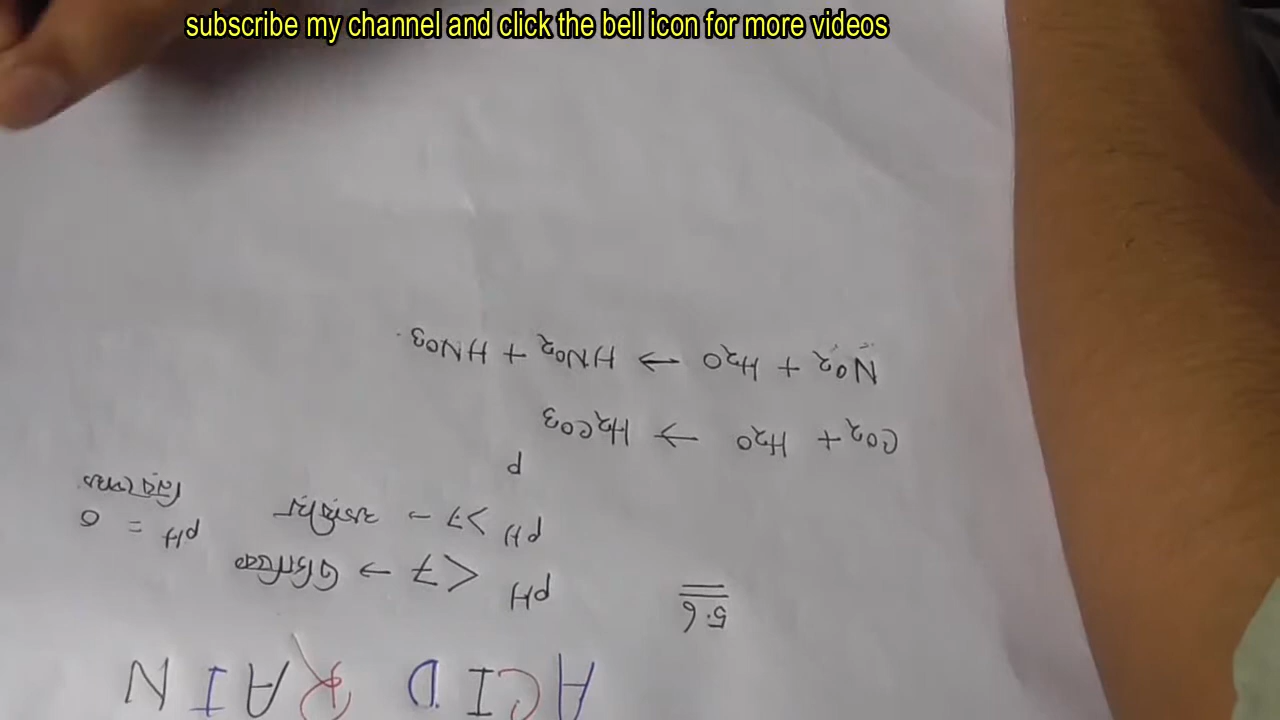 subscribe my channel and click the bell icon for more videos
ACID RAIN
5.6
pH < 7 →
pH > 7 -
pH = 0
p
CO2 + H2O → H2CO3
NO2 + H2O → HNO2 + HNO3.